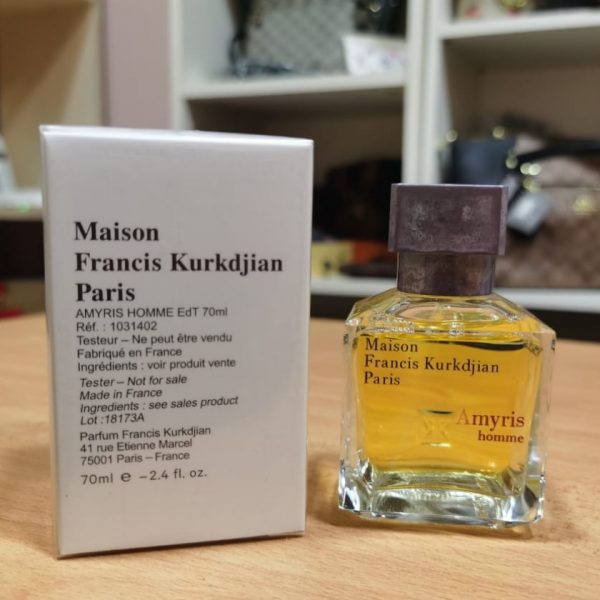 Maison
Francis Kurkdjian
Paris
AMYRIS HOMME EdT 70ml
Réf. : 1031402
Testeur – Ne peut être vendu
Fabriqué en France
Ingrédients : voir produit vente
Tester – Not for sale
Made in France
Ingredients : see sales product
Lot :18173A
Parfum Francis Kurkdjian
41 rue Etienne Marcel
75001 Paris – France
70ml e – 2.4 fl. oz.
Maison
Francis Kurkdjian
Paris
Amyris
homme